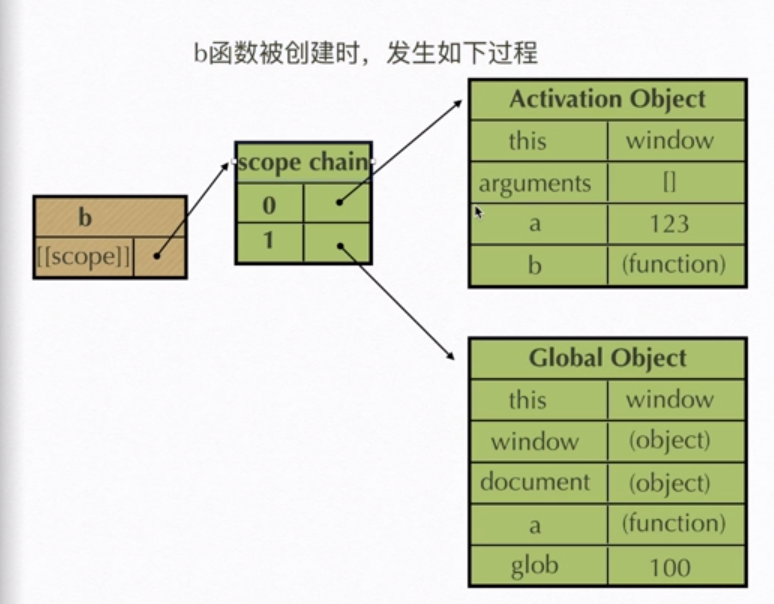 b函数被创建时，发生如下过程
b
[[scope]]
scope chain
0
1
Activation Object
this window
arguments []
a 123
b (function)
Global Object
this window
window (object)
document (object)
a (function)
glob 100